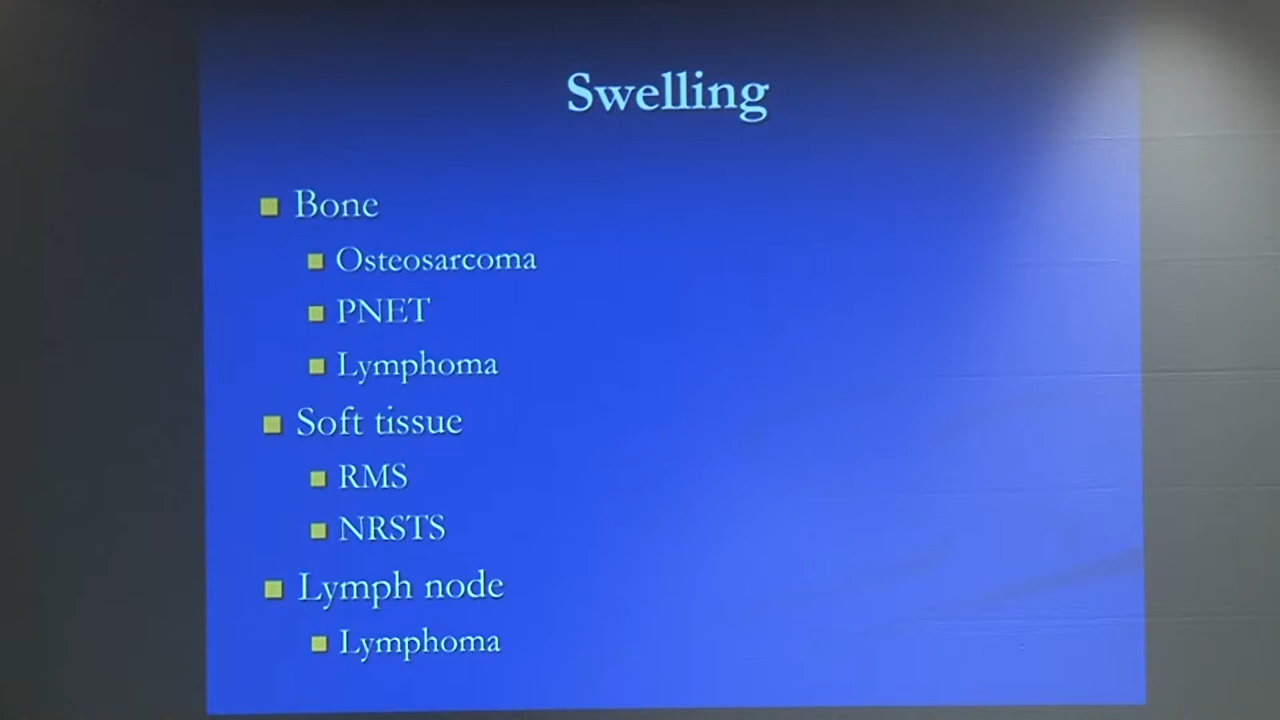 Swelling
Bone
Osteosarcoma
PNET
Lymphoma
Soft tissue
RMS
NRSTS
Lymph node
Lymphoma